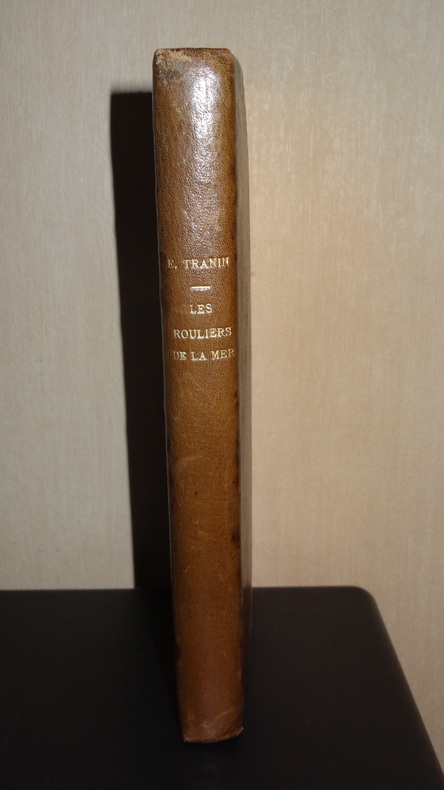 E. TRANIN
LES
ROULIERS
DE LA MER